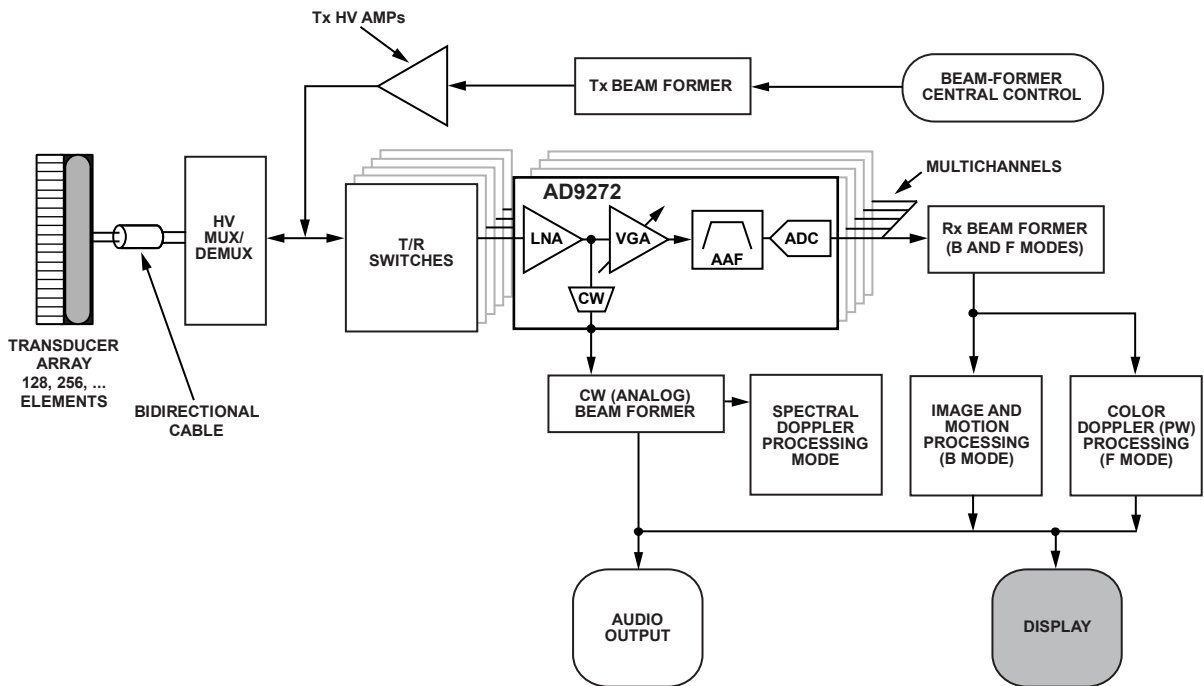 Tx HV AMPs
Tx BEAM FORMER
BEAM-FORMER
CENTRAL CONTROL
HV
MUX/
DEMUX
T/R
SWITCHES
AD9272
LNA
VGA
AAF
ADC
CW
MULTICHANNELS
Rx BEAM FORMER
(B AND F MODES)
TRANSDUCER
ARRAY
128, 256, ...
ELEMENTS
BIDIRECTIONAL
CABLE
CW (ANALOG)
BEAM FORMER
SPECTRAL
DOPPLER
PROCESSING
MODE
IMAGE AND
MOTION
PROCESSING
(B MODE)
COLOR
DOPPLER (PW)
PROCESSING
(F MODE)
AUDIO
OUTPUT
DISPLAY